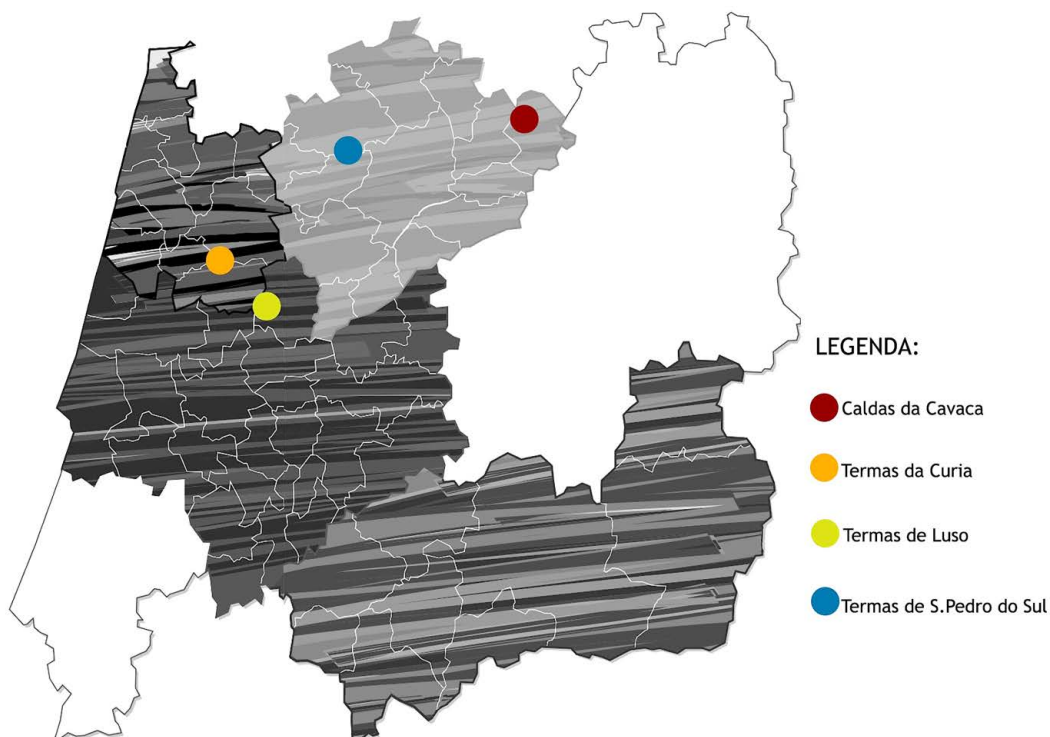 LEGENDA:
Caldas da Cavaca
Termas da Curia
Termas de Luso
Termas de S.Pedro do Sul